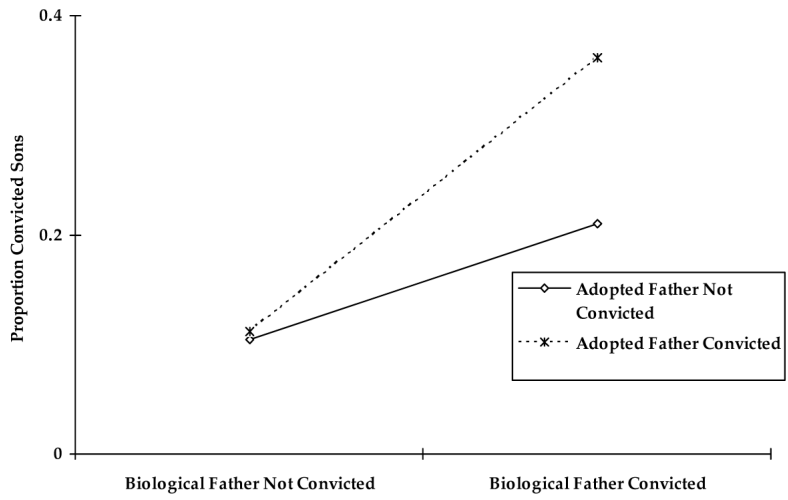 0.4
Proportion Convicted Sons
0.2
Adopted Father Not
Convicted
Adopted Father Convicted
0
Biological Father Not Convicted
Biological Father Convicted